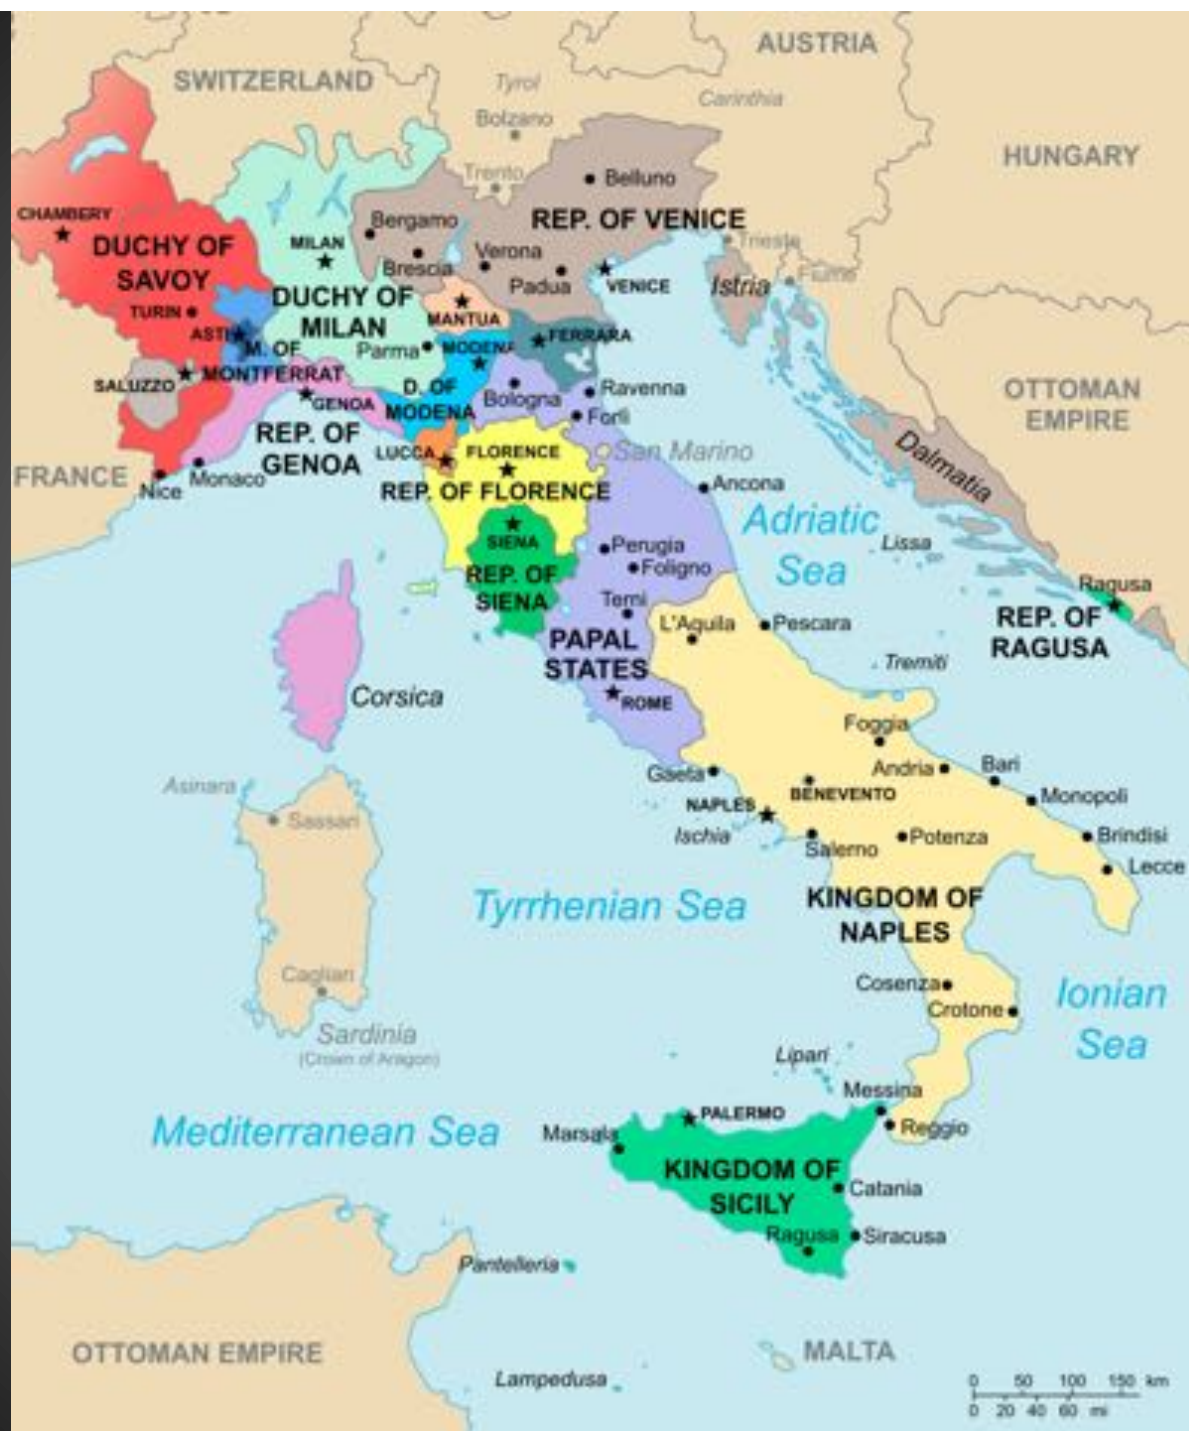 AUSTRIA
SWITZERLAND
Tyrol
Carinthia
Bolzano
HUNGARY
Trento
Belluno
CHAMBERY
Bergamo
REP. OF VENICE
DUCHY OF
SAVOY
MILAN
Verona
Trieste
Brescia
Padua
VENICE
Istria
Fiume
TURIN
DUCHY OF
MILAN
MANTUA
ASTI
M. OF
MONTFERRAT
Parma
MODENA
FERRARA
SALUZZO
GENOA
D. OF
MODENA
Bologna
Ravenna
Forlì
OTTOMAN
EMPIRE
REP. OF
GENOA
LUCCA
FLORENCE
San Marino
Dalmatia
FRANCE
Nice
Monaco
REP. OF FLORENCE
Ancona
Adriatic
Sea
Lissa
SIENA
Perugia
Foligno
REP. OF
SIENA
Terni
L'Aquila
Pescara
Ragusa
REP. OF
RAGUSA
PAPAL
STATES
Tremiti
ROME
Corsica
Foggia
Gaeta
Andria
Bari
Asinara
BENEVENTO
Monopoli
NAPLES
Sassari
Ischia
Salerno
Potenza
Brindisi
Lecce
Tyrrhenian Sea
KINGDOM OF
NAPLES
Cagliari
Cosenza
Crotone
Ionian
Sea
Sardinia
(Crown of Aragon)
Lipari
Messina
Mediterranean Sea
PALERMO
Marsala
Reggio
KINGDOM OF
SICILY
Catania
Ragusa
Siracusa
Pantelleria
OTTOMAN EMPIRE
MALTA
Lampedusa
0 50 100 150 km
0 20 40 60 mi